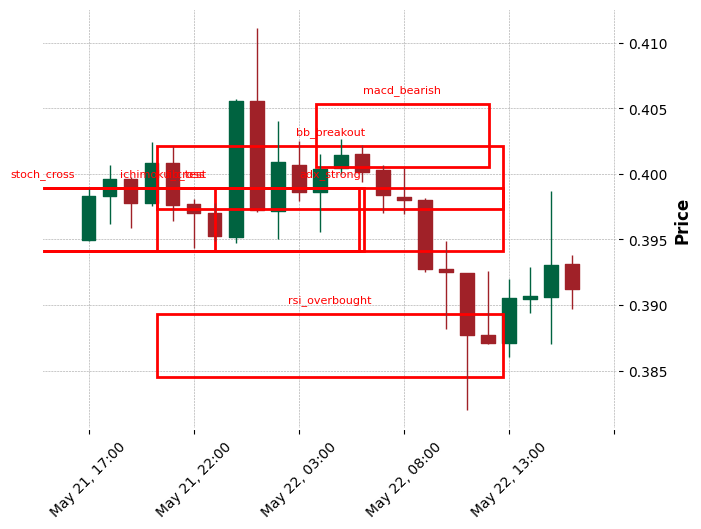 macd_bearish
bb_breakout
stoch_cross
rsi_overbought
0.410
0.405
0.400
0.395
0.390
0.385
Price
May 21, 17:00
May 21, 22:00
May 22, 03:00
May 22, 08:00
May 22, 13:00